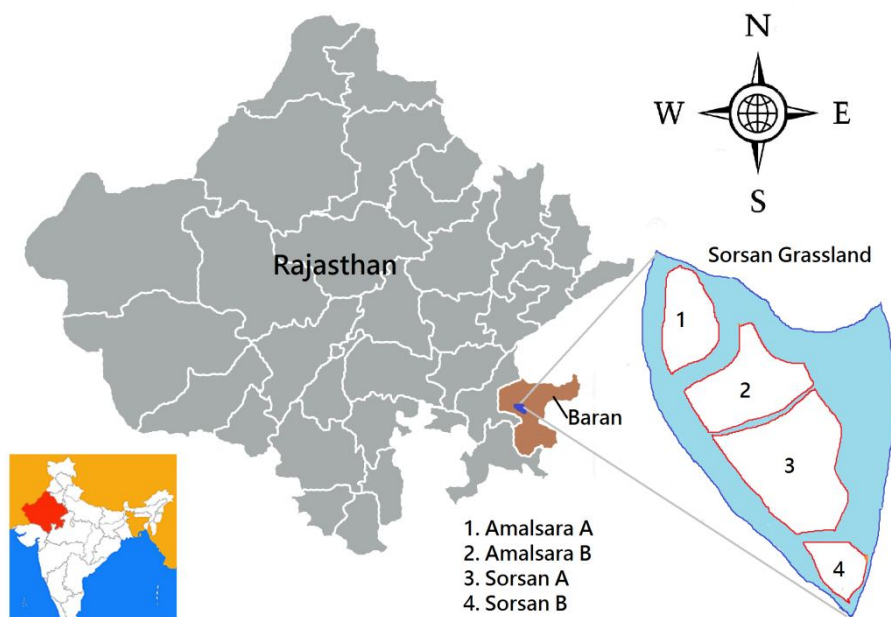 N
W
E
S
Sorsan Grassland
Rajasthan
1
2
Baran
3
4
1. Amalsara A
2. Amalsara B
3. Sorsan A
4. Sorsan B